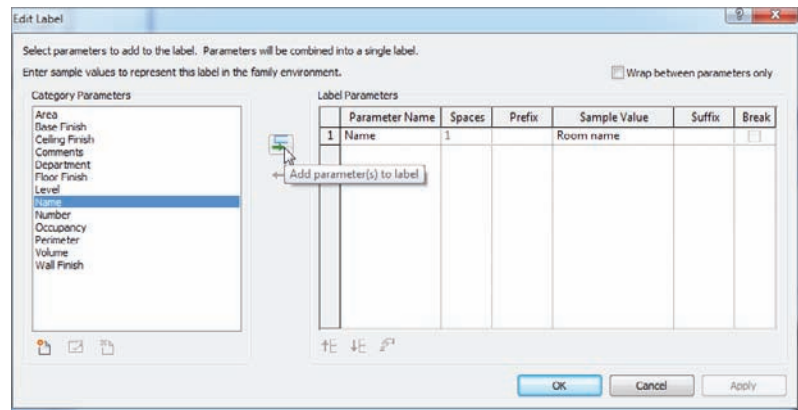 Edit Label
Select parameters to add to the label. Parameters will be combined into a single label.
Enter sample values to represent this label in the family environment.
Wrap between parameters only
Category Parameters
Area
Base Finish
Ceiling Finish
Comments
Department
Floor Finish
Level
Name
Number
Occupancy
Perimeter
Volume
Wall Finish
Add parameter(s) to label
Label Parameters
Parameter Name Spaces Prefix Sample Value Suffix Break
1 Name 1 Room name
OK Cancel Apply